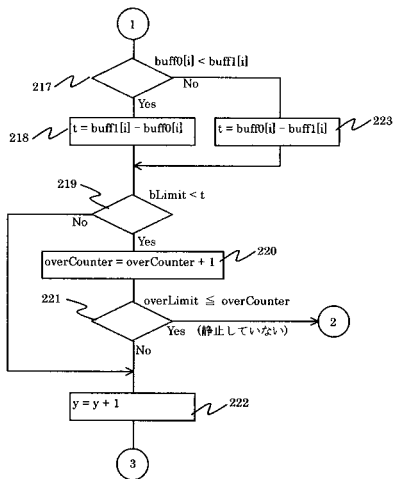 1
buff0[i] < buff1[i]
217
No
Yes
t = buff1[i] - buff0[i]
218
t = buff0[i] - buff1[i]
223
219
bLimit < t
No
Yes
220
overCounter = overCounter + 1
221
overLimit ≦ overCounter
Yes (静止していない)
2
No
y = y + 1
222
3